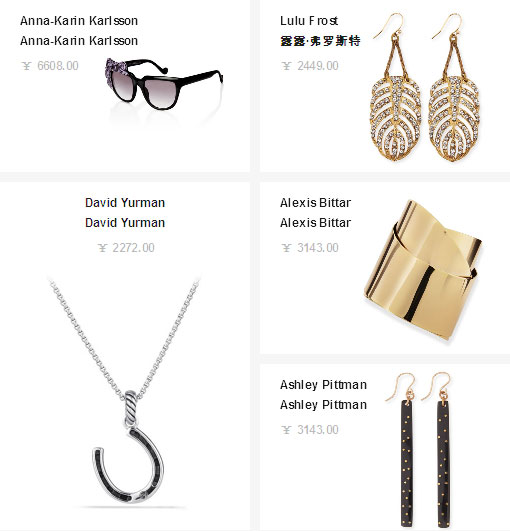 Anna-Karin Karlsson
Anna-Karin Karlsson
¥ 6608.00
Lulu Frost
露露·弗罗斯特
¥ 2449.00
David Yurman
David Yurman
¥ 2272.00
Alexis Bittar
Alexis Bittar
¥ 3143.00
Ashley Pittman
Ashley Pittman
¥ 3143.00